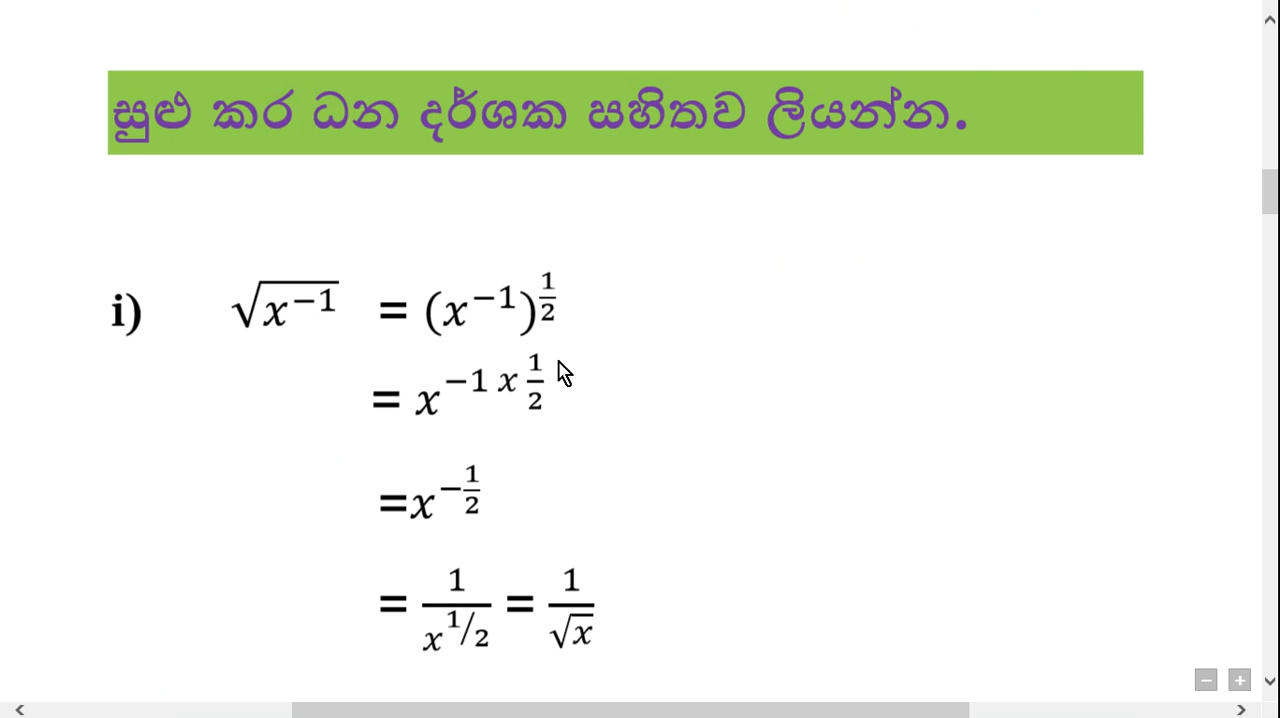 සුළු කර ධන දර්ශක සහිතව ලියන්න.
i) √x⁻¹ = (x⁻¹)^(1/2)
= x^(−1 x 1/2)
=x^(−1/2)
= 1/x^(1/2) = 1/√x